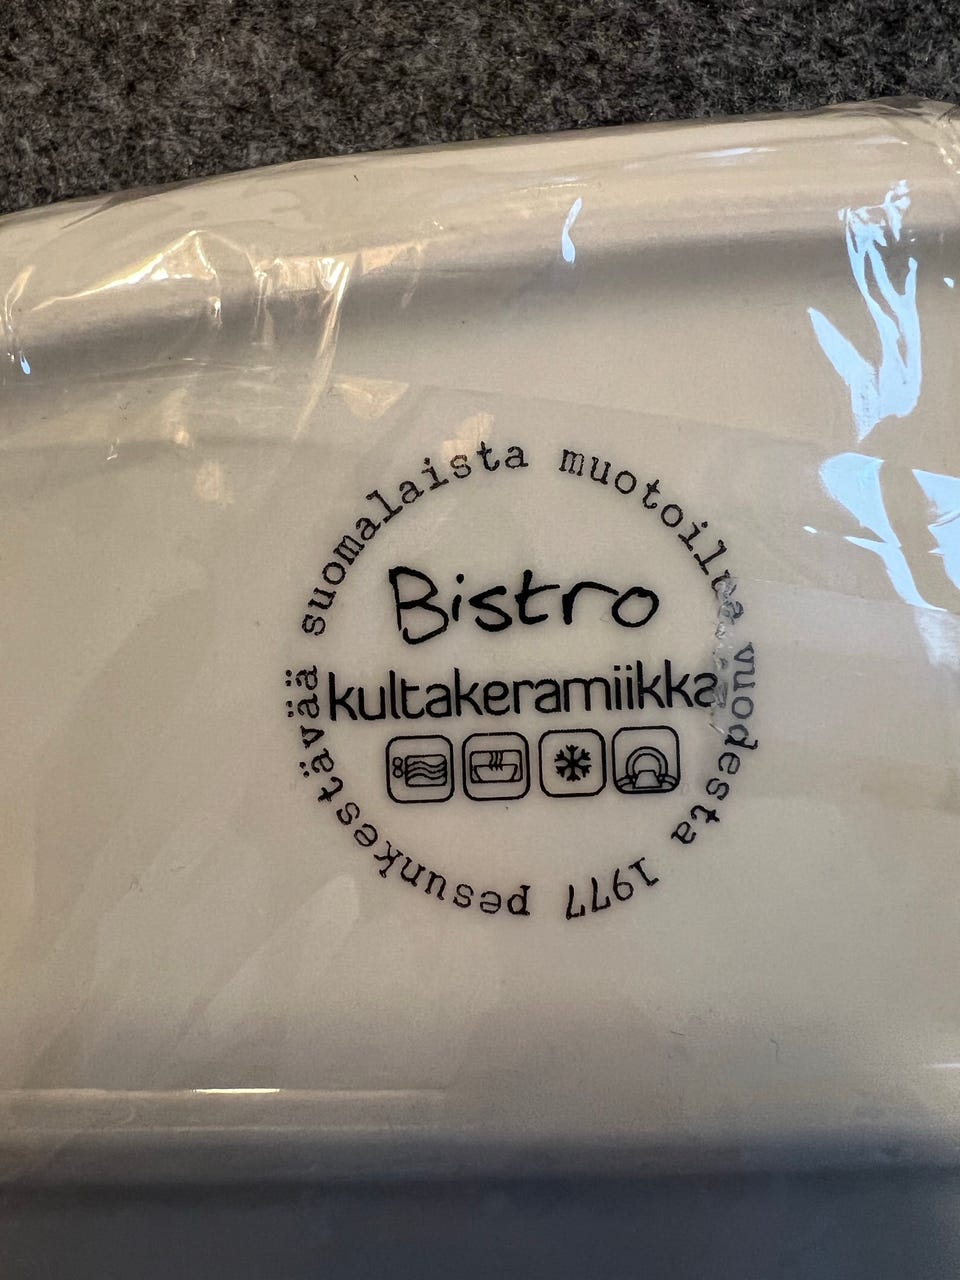 suomalaista muotoilua vuodesta 1977 pesunkestävää
Bistro
kultakeramiikka